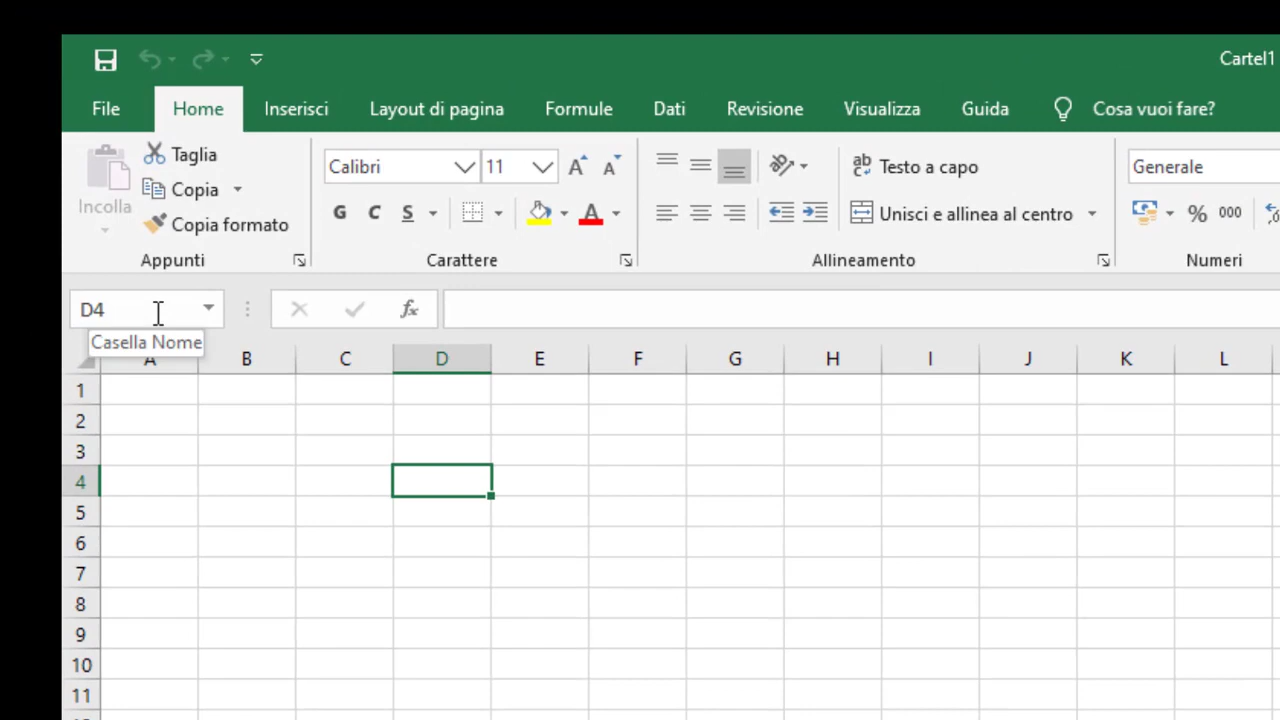 Cartel1
File Home Inserisci Layout di pagina Formule Dati Revisione Visualizza Guida Cosa vuoi fare?
Incolla
Taglia
Copia
Copia formato
Appunti
Calibri 11 A A
G C S A
Carattere
ab Testo a capo
Unisci e allinea al centro
Allineamento
Generale
% 000
Numeri
D4 fx
Casella Nome
A B C D E F G H I J K L
1
2
3
4
5
6
7
8
9
10
11